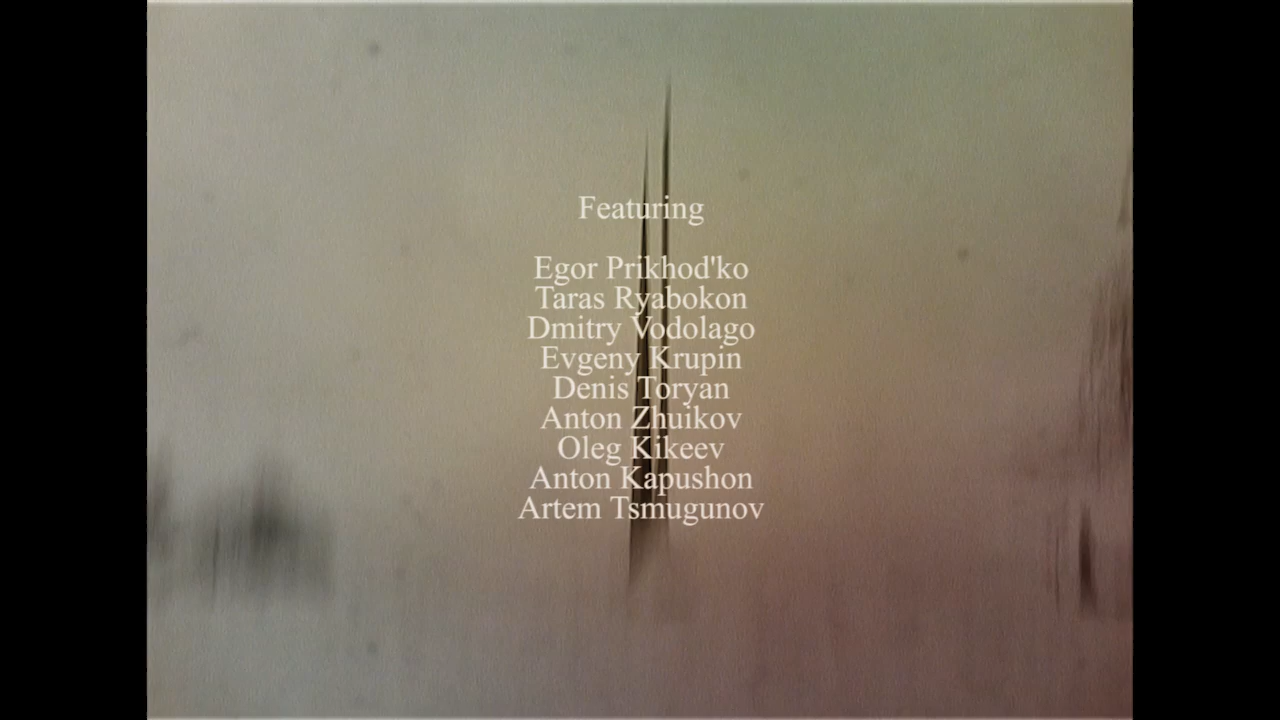 Featuring
Egor Prikhod'ko
Taras Ryabokon
Dmitry Vodolago
Evgeny Krupin
Denis Toryan
Anton Zhuikov
Oleg Kikeev
Anton Kapushon
Artem Tsmugunov